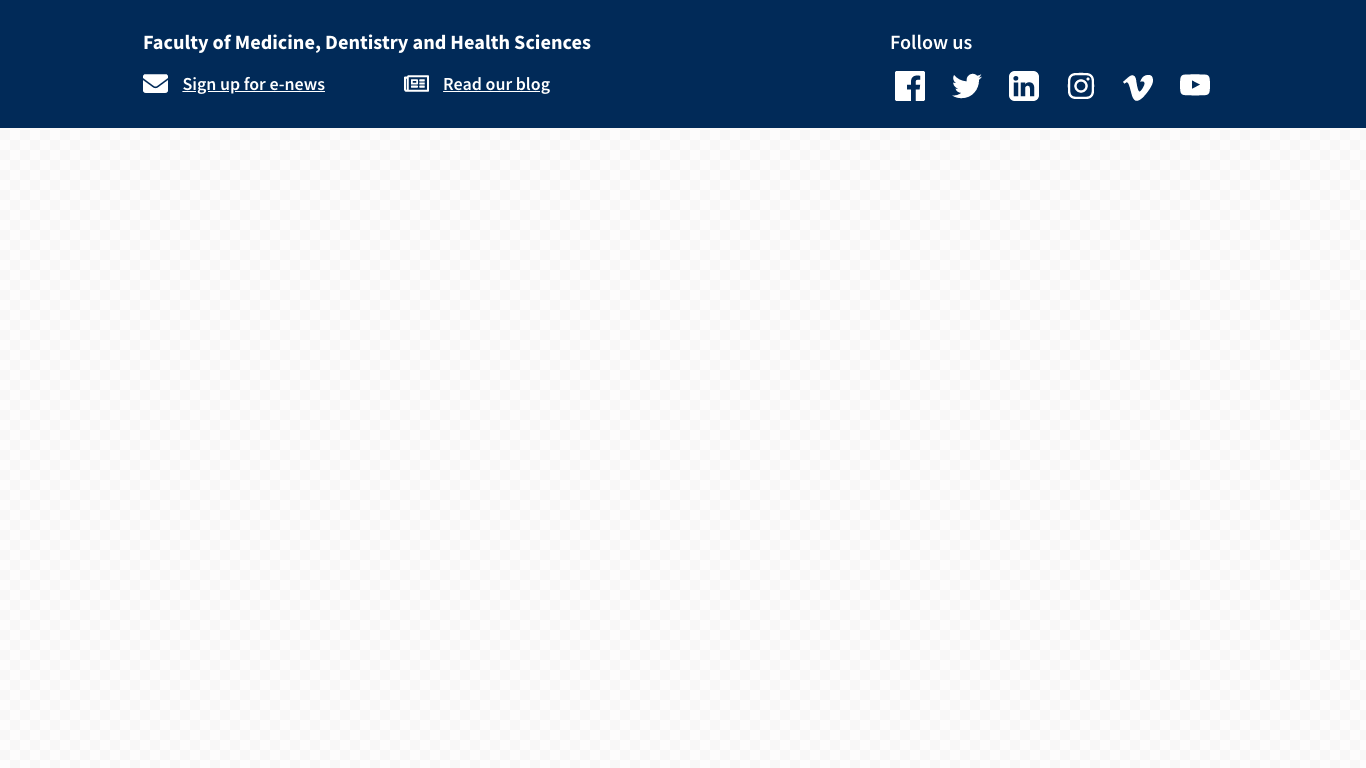 Faculty of Medicine, Dentistry and Health Sciences
Sign up for e-news
Read our blog
Follow us